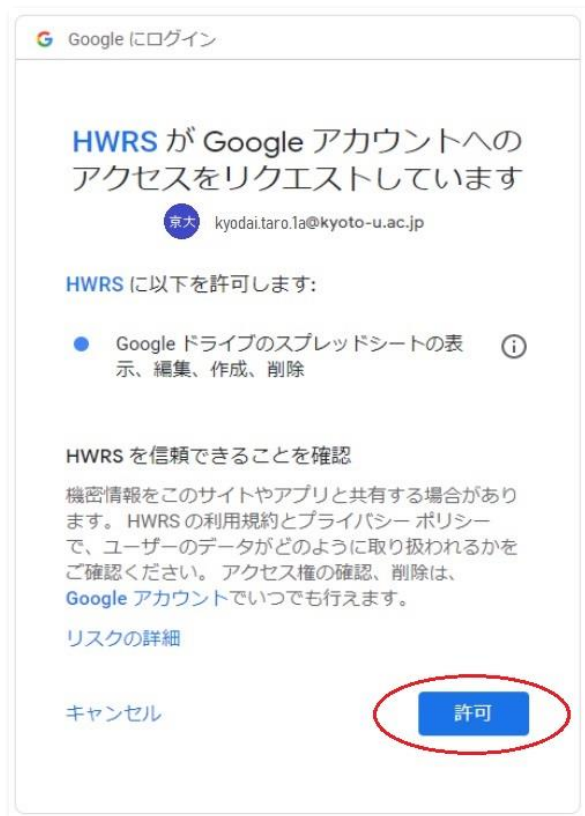 Google にログイン
HWRS が Google アカウントへの
アクセスをリクエストしています
京大 kyodai.taro.1a@kyoto-u.ac.jp
HWRS に以下を許可します:
Google ドライブのスプレッドシートの表
示、編集、作成、削除
HWRS を信頼できることを確認
機密情報をこのサイトやアプリと共有する場合があり
ます。 HWRS の利用規約とプライバシー ポリシー
で、ユーザーのデータがどのように取り扱われるかを
ご確認ください。 アクセス権の確認、削除は、
Google アカウントでいつでも行えます。
リスクの詳細
キャンセル 許可